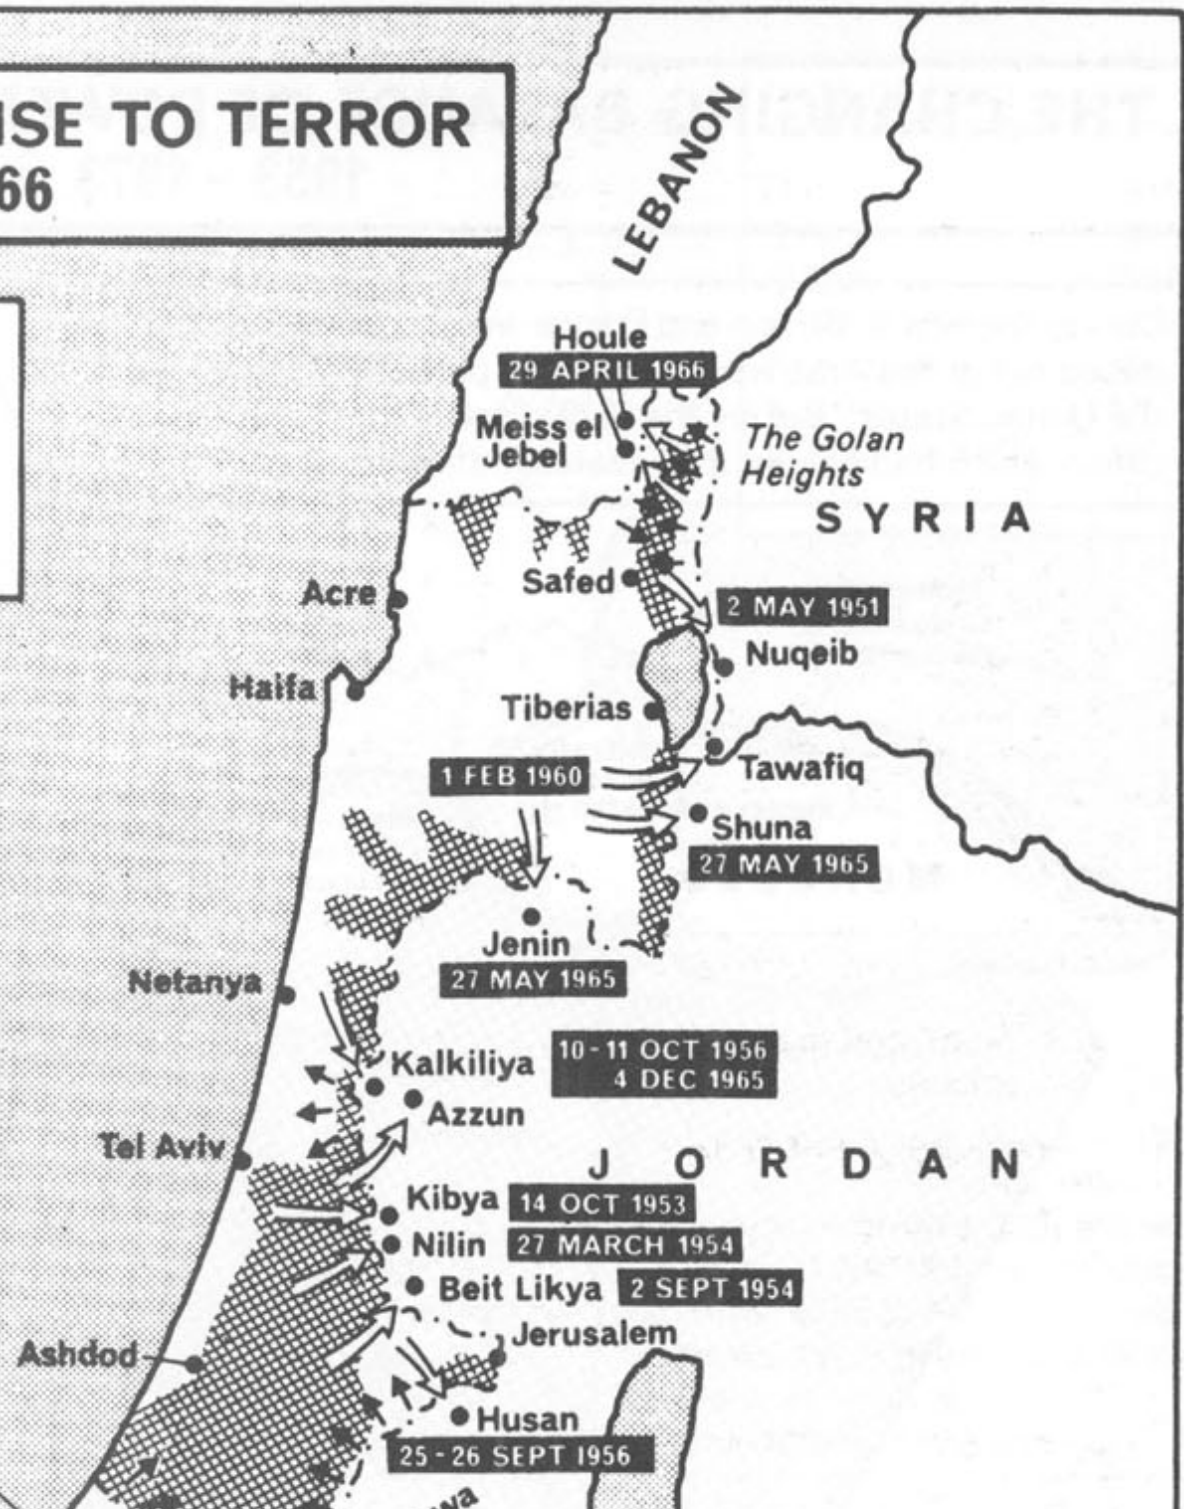 ISE TO TERROR
66
LEBANON
Houle
29 APRIL 1966
Meiss el
Jebel
The Golan
Heights
SYRIA
Safed
Acre
2 MAY 1951
Nuqeib
Haifa
Tiberias
1 FEB 1960
Tawafiq
Shuna
27 MAY 1965
Jenin
27 MAY 1965
Netanya
Kalkiliya
10-11 OCT 1956
4 DEC 1965
Azzun
Tel Aviv
JORDAN
Kibya
14 OCT 1953
Nilin
27 MARCH 1954
Beit Likya
2 SEPT 1954
Jerusalem
Ashdod
Husan
25-26 SEPT 1956